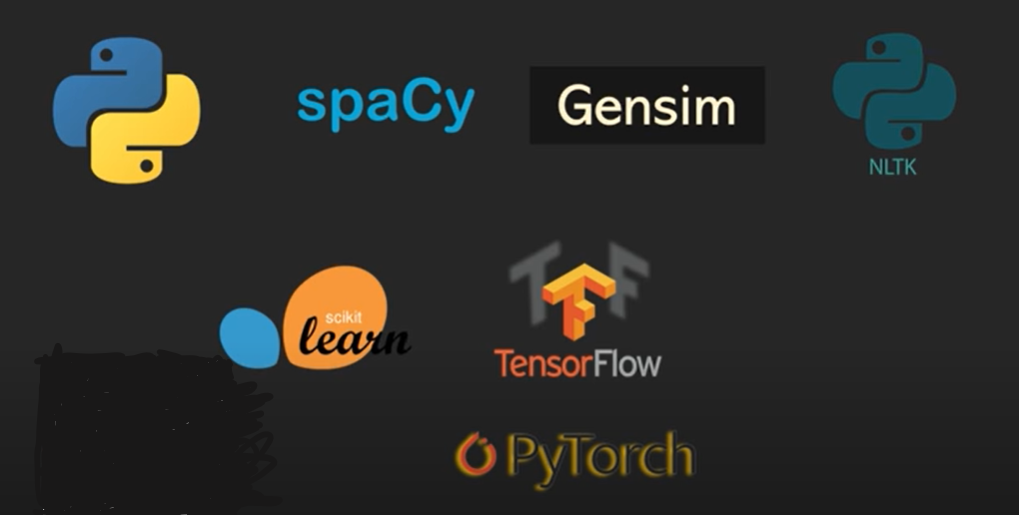 spaCy
Gensim
NLTK
scikit
learn
TensorFlow
PyTorch